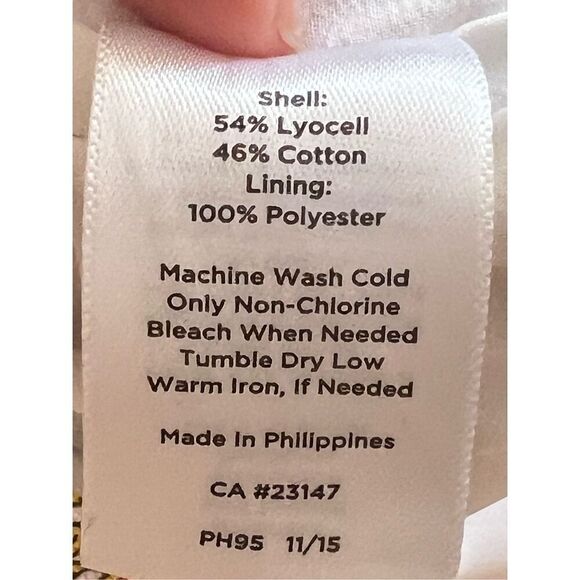 Shell:
54% Lyocell
46% Cotton
Lining:
100% Polyester
Machine Wash Cold
Only Non-Chlorine
Bleach When Needed
Tumble Dry Low
Warm Iron, If Needed
Made In Philippines
CA #23147
PH95 11/15